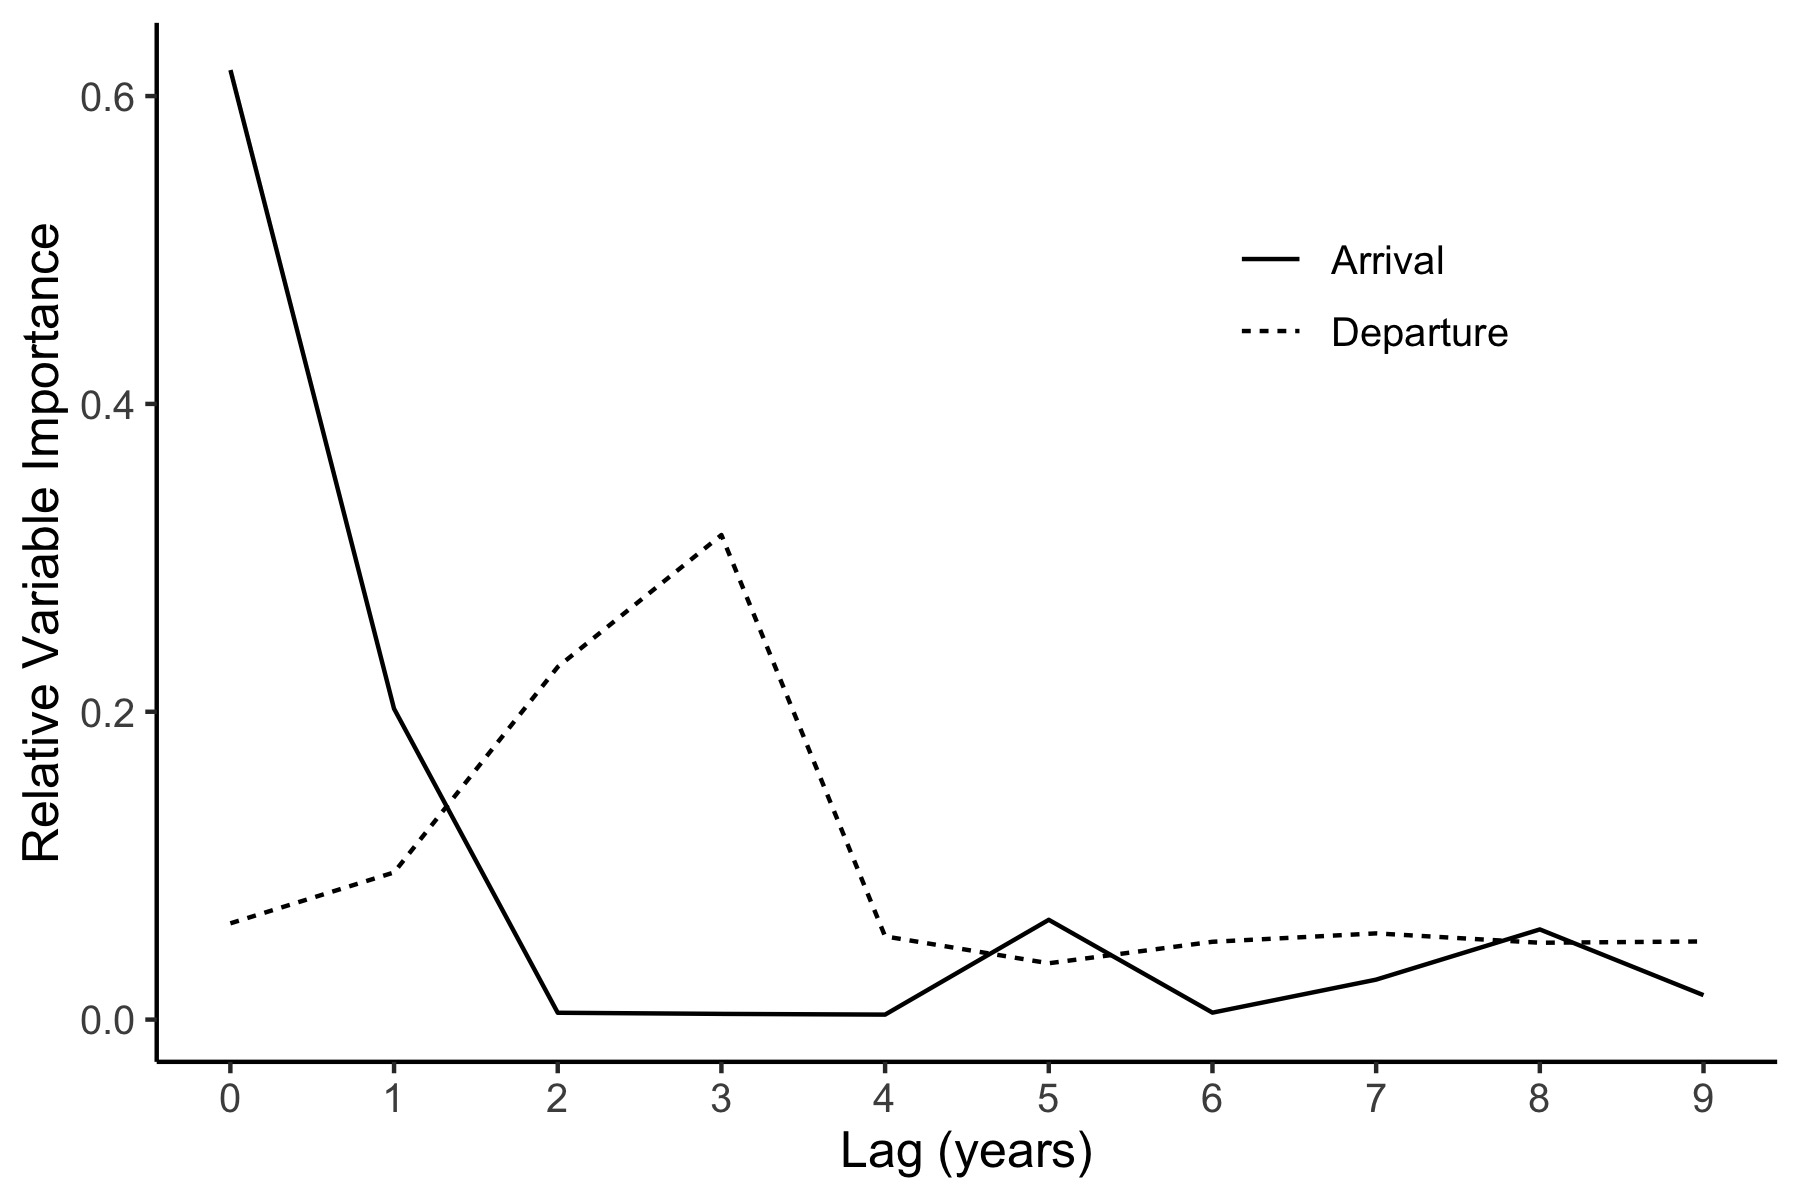 Relative Variable Importance
0.6
0.4
0.2
0.0
Arrival
Departure
0 1 2 3 4 5 6 7 8 9
Lag (years)